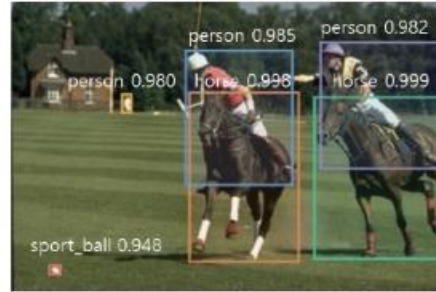 person 0.985
person 0.982
person 0.980
horse 0.998
horse 0.999
sport_ball 0.948